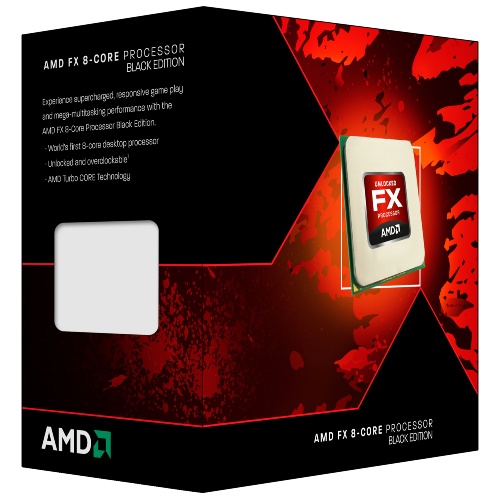 AMD FX 8-CORE PROCESSOR
BLACK EDITION
Experience supercharged, responsive game play
and mega-multitasking performance with the
AMD FX 8-Core Processor Black Edition.
- World's first 8-core desktop processor
- Unlocked and overclockable¹
- AMD Turbo CORE Technology
UNLOCKED
FX
PROCESSOR
AMD
AMD
AMD FX 8-CORE PROCESSOR
BLACK EDITION